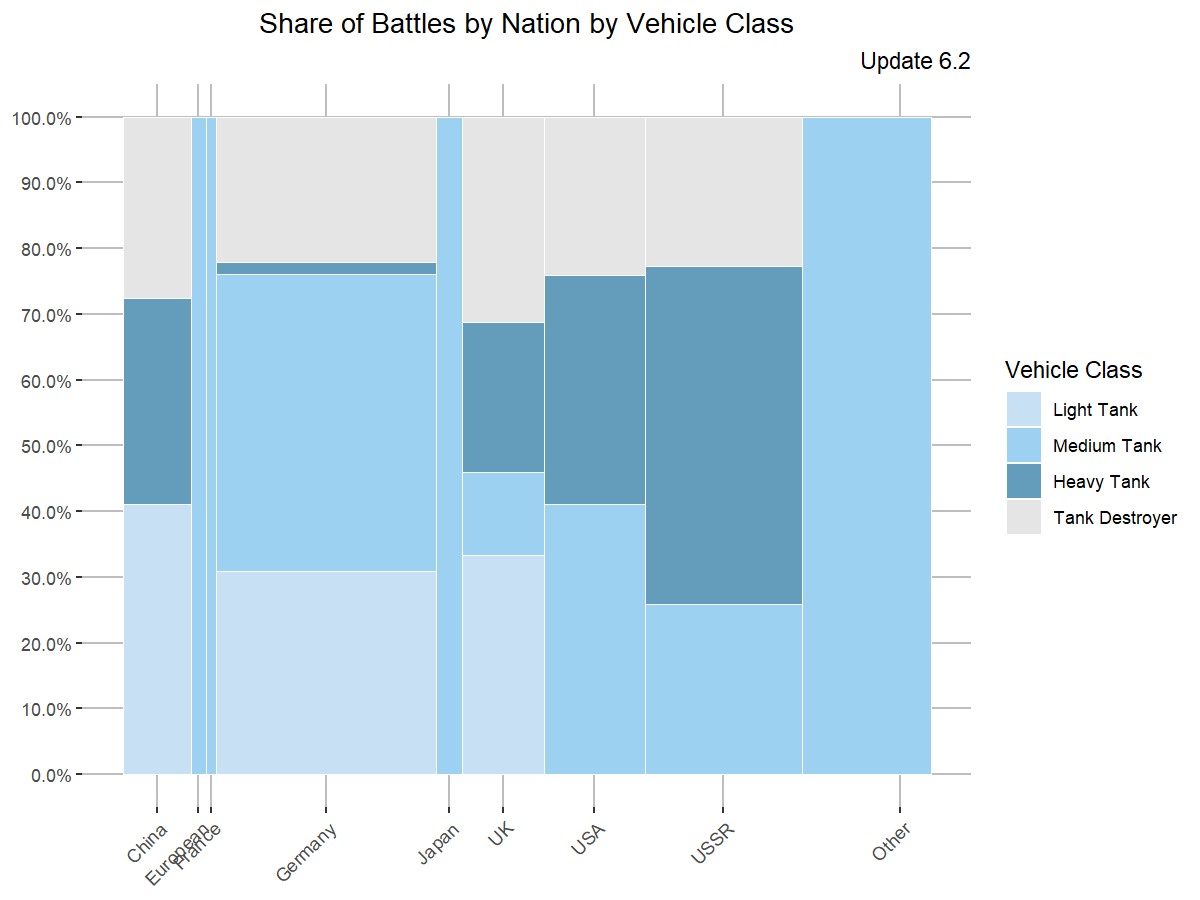 Share of Battles by Nation by Vehicle Class
Update 6.2
100.0%
90.0%
80.0%
70.0%
60.0%
50.0%
40.0%
30.0%
20.0%
10.0%
0.0%
China
European
France
Germany
Japan
UK
USA
USSR
Other
Vehicle Class
Light Tank
Medium Tank
Heavy Tank
Tank Destroyer